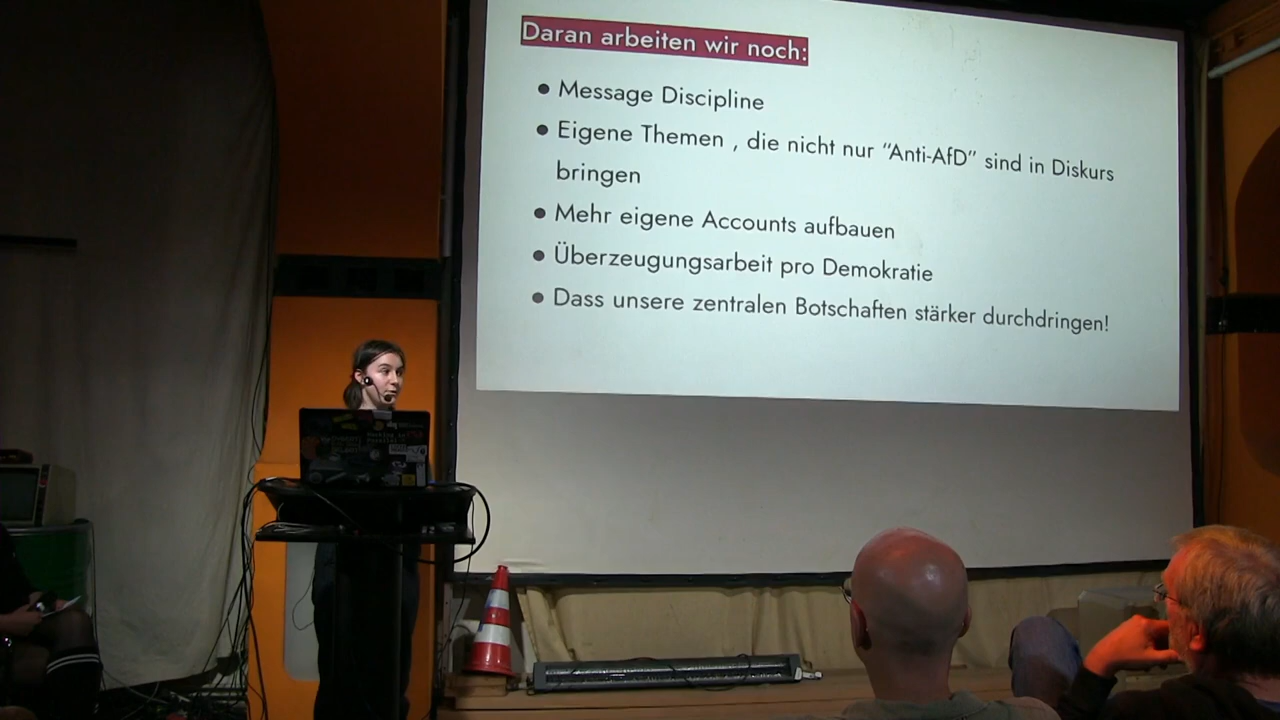 Daran arbeiten wir noch:
● Message Discipline
● Eigene Themen , die nicht nur "Anti-AfD" sind in Diskurs
bringen
● Mehr eigene Accounts aufbauen
● Überzeugungsarbeit pro Demokratie
● Dass unsere zentralen Botschaften stärker durchdringen!